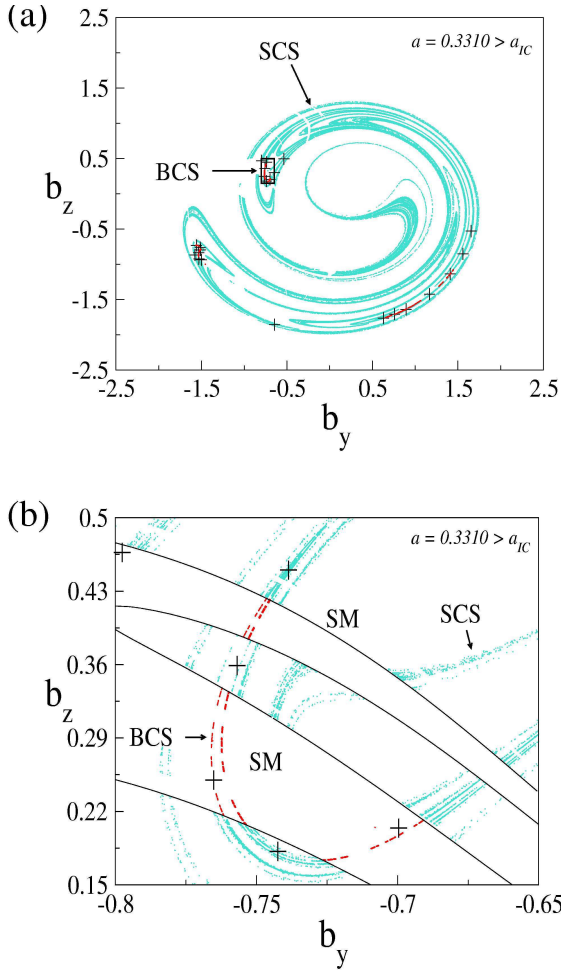 (a)
2.5
1.5
0.5
-0.5
-1.5
-2.5
b_z
a = 0.3310 > a_IC
SCS
BCS
-2.5 -1.5 -0.5 0.5 1.5 2.5
b_y
(b)
0.5
0.43
0.36
0.29
0.22
0.15
b_z
a = 0.3310 > a_IC
SM
SCS
BCS
SM
-0.8 -0.75 -0.7 -0.65
b_y